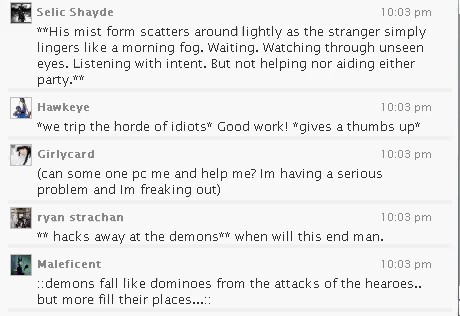 Selic Shayde 10:03 pm
**His mist form scatters around lightly as the stranger simply
lingers like a morning fog. Waiting. Watching through unseen
eyes. Listening with intent. But not helping nor aiding either
party.**
Hawkeye 10:03 pm
*we trip the horde of idiots* Good work! *gives a thumbs up*
Girlycard 10:03 pm
(can some one pc me and help me? Im having a serious
problem and Im freaking out)
ryan strachan 10:03 pm
** hacks away at the demons** when will this end man.
Maleficent 10:03 pm
::demons fall like dominoes from the attacks of the hearoes..
but more fill their places...::